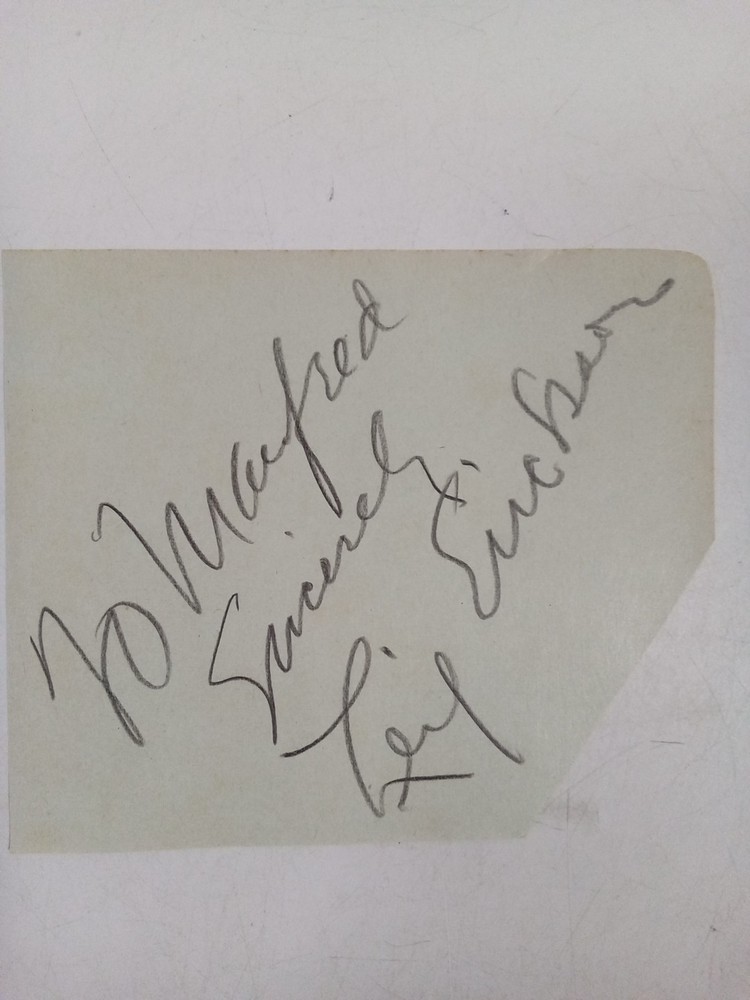 To Manfred
Sincerely
Leif Erickson